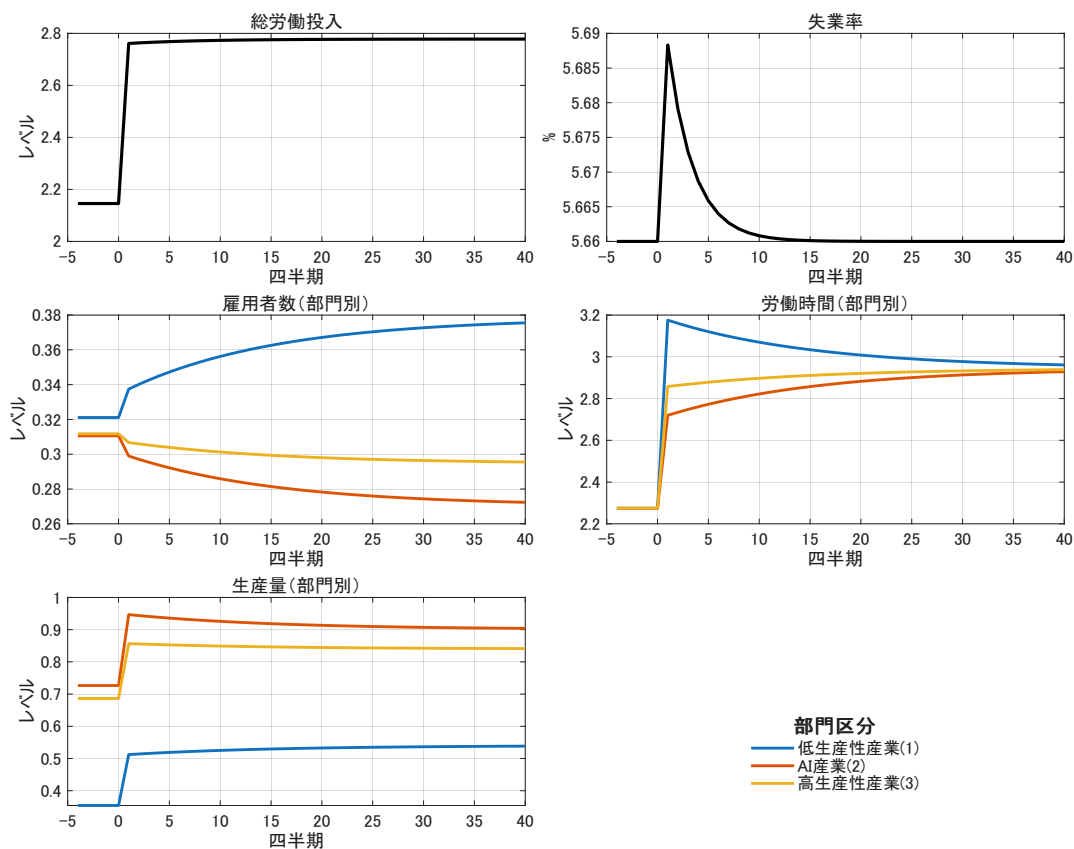 総労働投入
2.8
2.6
2.4
2.2
2
レベル
-5 0 5 10 15 20 25 30 35 40
四半期
失業率
5.69
5.685
5.68
5.675
5.67
5.665
5.66
%
-5 0 5 10 15 20 25 30 35 40
四半期
雇用者数(部門別)
0.38
0.36
0.34
0.32
0.3
0.28
0.26
レベル
-5 0 5 10 15 20 25 30 35 40
四半期
労働時間(部門別)
3.2
3
2.8
2.6
2.4
2.2
レベル
-5 0 5 10 15 20 25 30 35 40
四半期
生産量(部門別)
1
0.9
0.8
0.7
0.6
0.5
0.4
レベル
-5 0 5 10 15 20 25 30 35 40
四半期
部門区分
低生産性産業(1)
AI産業(2)
高生産性産業(3)